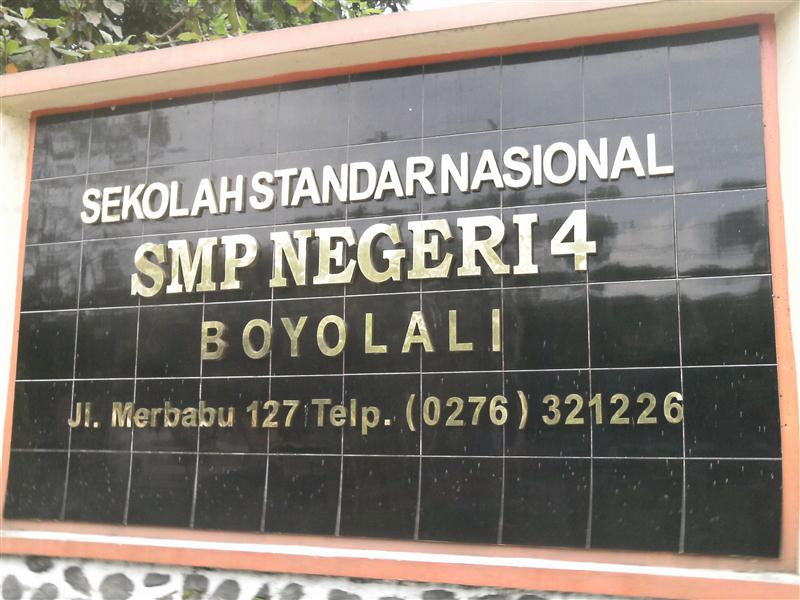 SEKOLAH STANDAR NASIONAL
SMP NEGERI 4
BOYOLALI
Jl. Merbabu 127 Telp. (0276) 321226